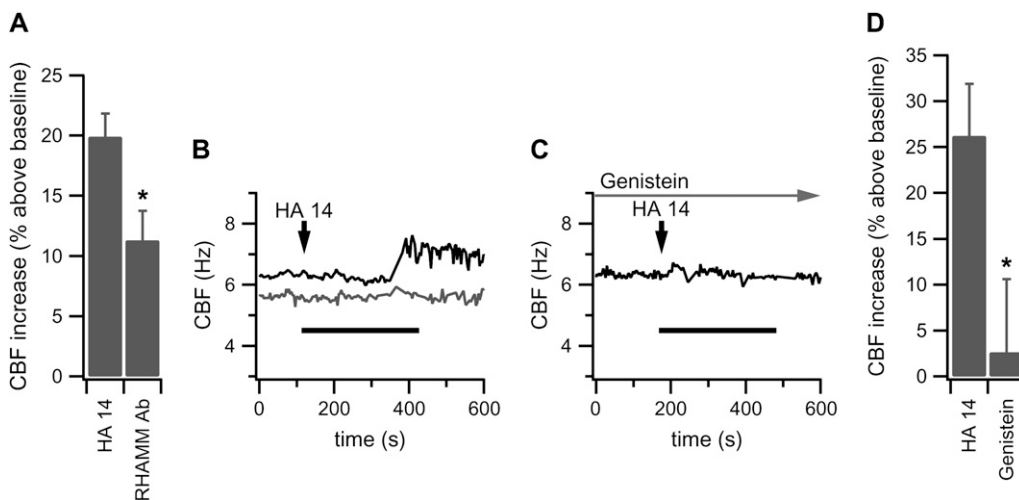 A
CBF increase (% above baseline)
25
20
15
10
5
0
*
HA 14
RHAMM Ab
B
HA 14
CBF (Hz)
8
6
4
0
200
400
600
time (s)
C
Genistein
HA 14
CBF (Hz)
8
6
4
0
200
400
600
time (s)
D
CBF increase (% above baseline)
35
30
25
20
15
10
5
0
*
HA 14
Genistein